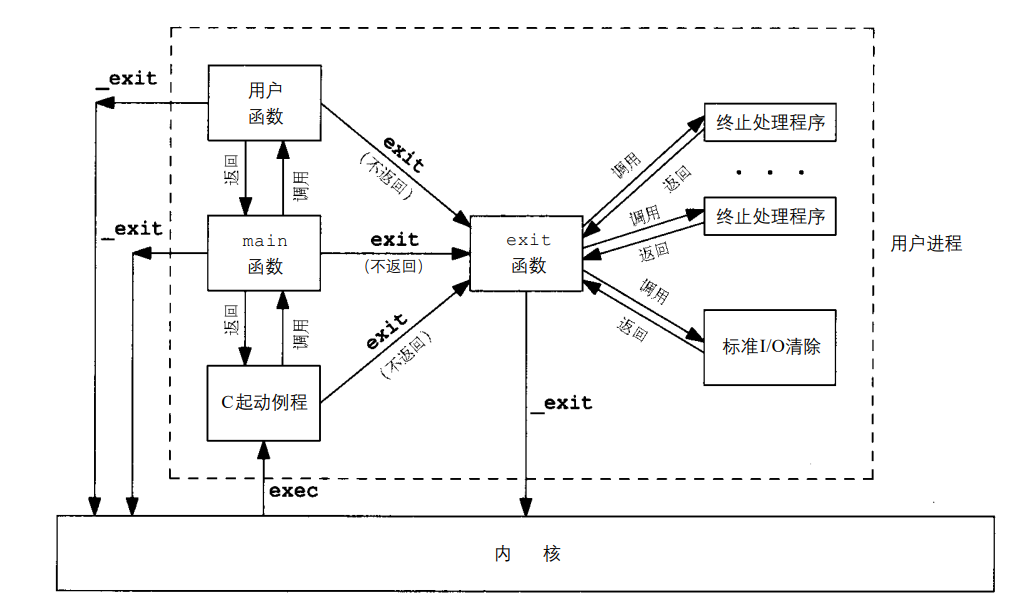 _exit
用户
函数
exit
(不返回)
终止处理程序
调用
返回
. . .
返回
调用
终止处理程序
调用
返回
_exit
main
函数
exit
(不返回)
exit
函数
用户进程
返回
调用
exit
(不返回)
调用
返回
标准I/O清除
C起动例程
_exit
exec
内 核